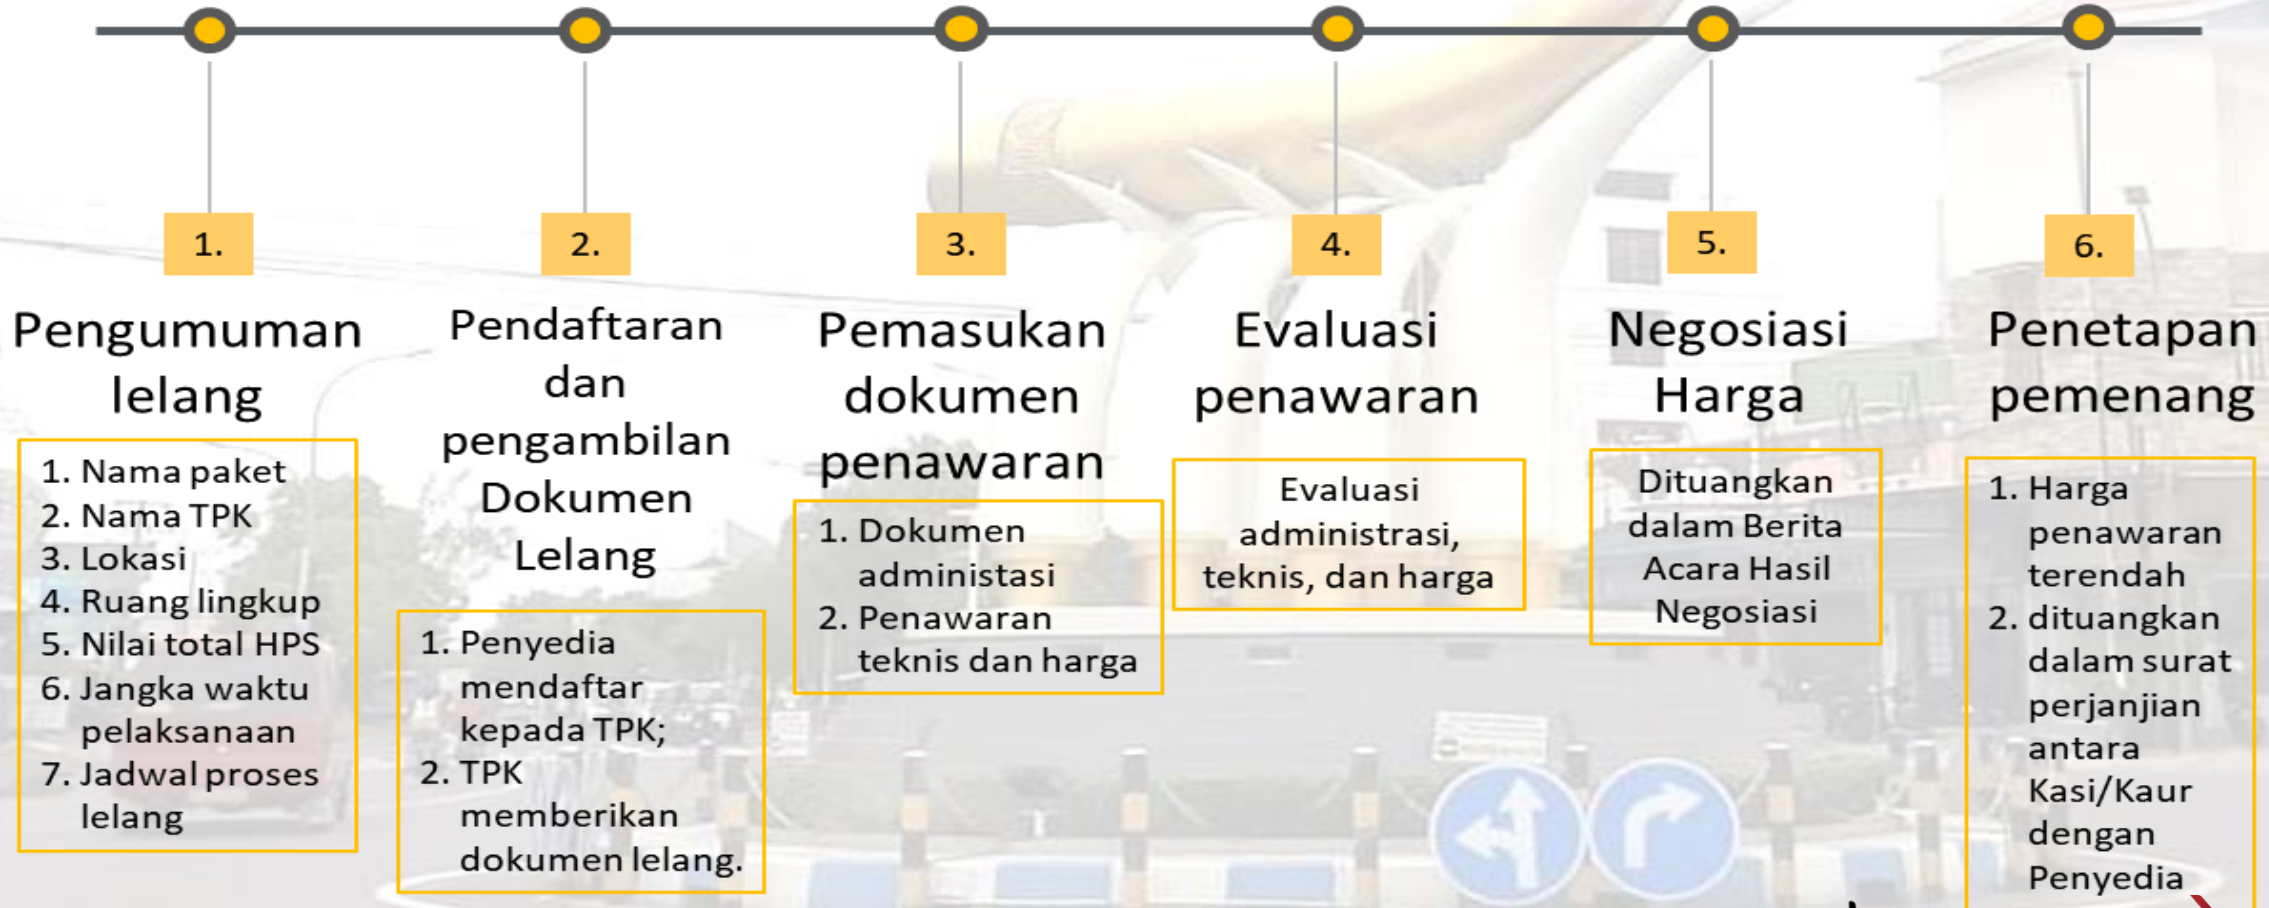 1.
Pengumuman
lelang
1. Nama paket
2. Nama TPK
3. Lokasi
4. Ruang lingkup
5. Nilai total HPS
6. Jangka waktu
pelaksanaan
7. Jadwal proses
lelang
2.
Pendaftaran
dan
pengambilan
Dokumen
Lelang
1. Penyedia
mendaftar
kepada TPK;
2. TPK
memberikan
dokumen lelang.
3.
Pemasukan
dokumen
penawaran
1. Dokumen
administasi
2. Penawaran
teknis dan harga
4.
Evaluasi
penawaran
Evaluasi
administrasi,
teknis, dan harga
5.
Negosiasi
Harga
Dituangkan
dalam Berita
Acara Hasil
Negosiasi
6.
Penetapan
pemenang
1. Harga
penawaran
terendah
2. dituangkan
dalam surat
perjanjian
antara
Kasi/Kaur
dengan
Penyedia